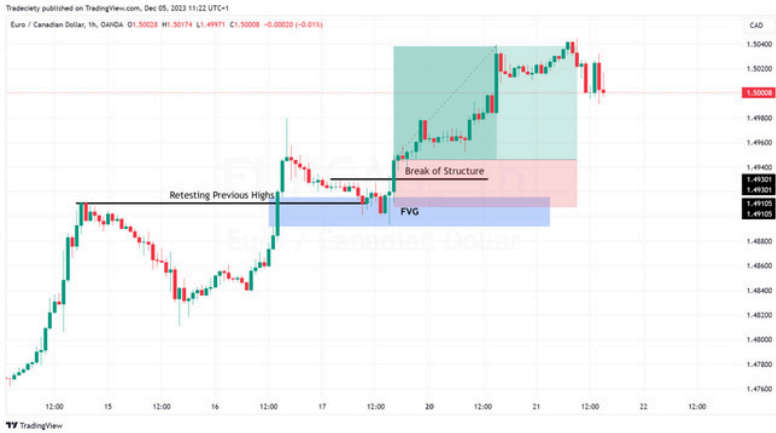 Tradeciety published on TradingView.com, Dec 05, 2023 11:22 UTC+1
Euro / Canadian Dollar, 1h, OANDA O1.50028 H1.50174 L1.49971 C1.50008 −0.00020 (−0.01%)
CAD
1.50400
1.50200
1.50008
1.49800
1.49600
1.49400
Break of Structure
1.49301
1.49301
Retesting Previous Highs
1.49105
1.49105
FVG
Euro / Canadian Dollar
1.48800
1.48600
1.48400
1.48200
1.48000
1.47800
1.47600
12:00 15 12:00 16 12:00 17 12:00 20 12:00 21 12:00 22
TradingView